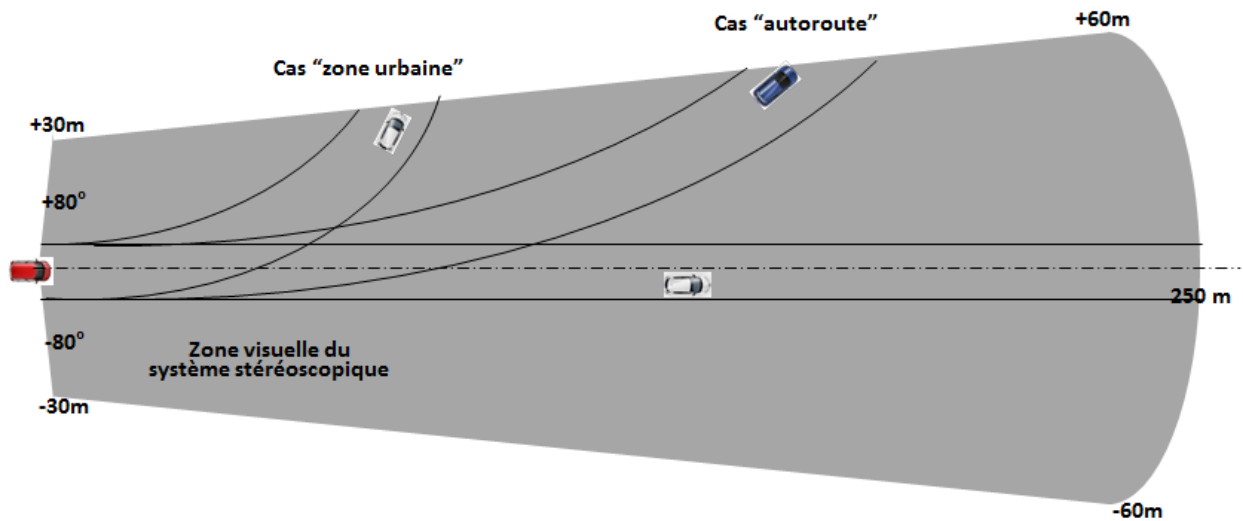 Cas “autoroute”
+60m
Cas “zone urbaine”
+30m
+80°
250 m
-80°
Zone visuelle du
système stéréoscopique
-30m
-60m